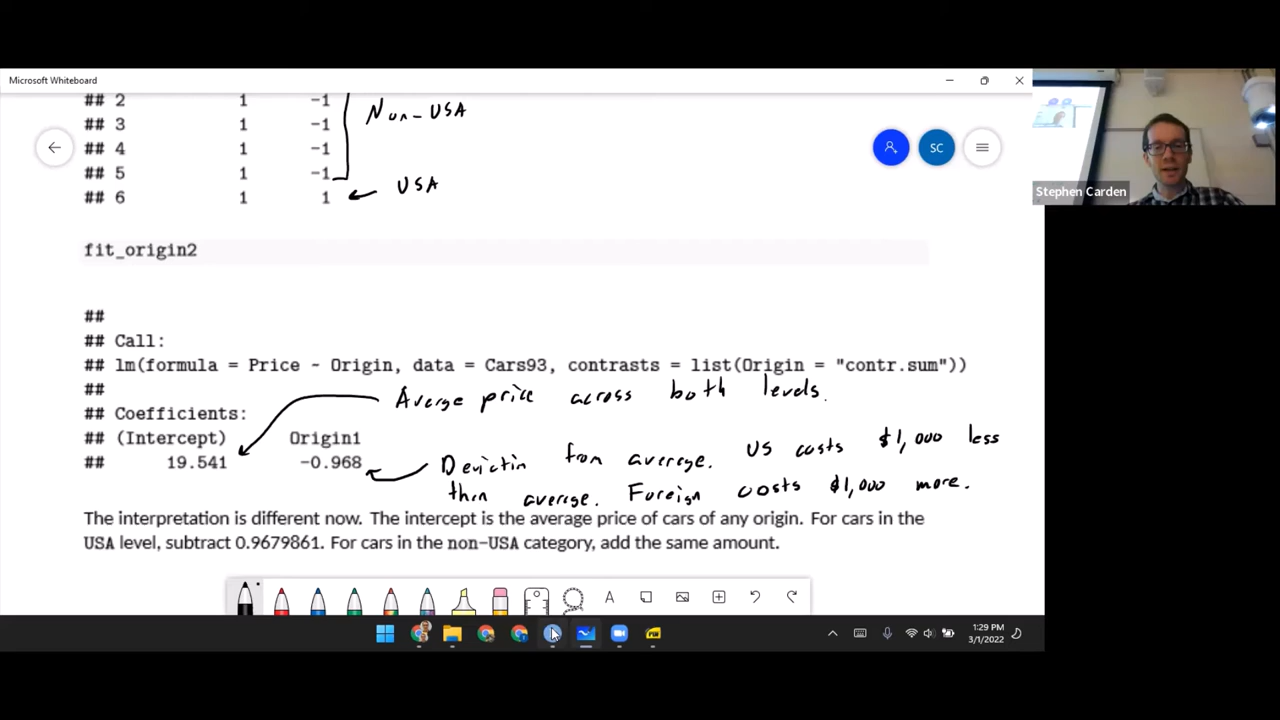 Microsoft Whiteboard
## 2 1 -1
Non-USA
## 3 1 -1
## 4 1 -1
## 5 1 -1
USA
## 6 1 1
SC
Stephen Carden
fit_origin2
##
## Call:
## lm(formula = Price ~ Origin, data = Cars93, contrasts = list(Origin = "contr.sum"))
##
Average price across both levels.
## Coefficients:
## (Intercept) Origin1
## 19.541 -0.968
Deviatin from average. US costs $1,000 less
than average. Foreign costs $1,000 more.
The interpretation is different now. The intercept is the average price of cars of any origin. For cars in the
USA level, subtract 0.9679861. For cars in the non-USA category, add the same amount.
A
1:29 PM
3/1/2022